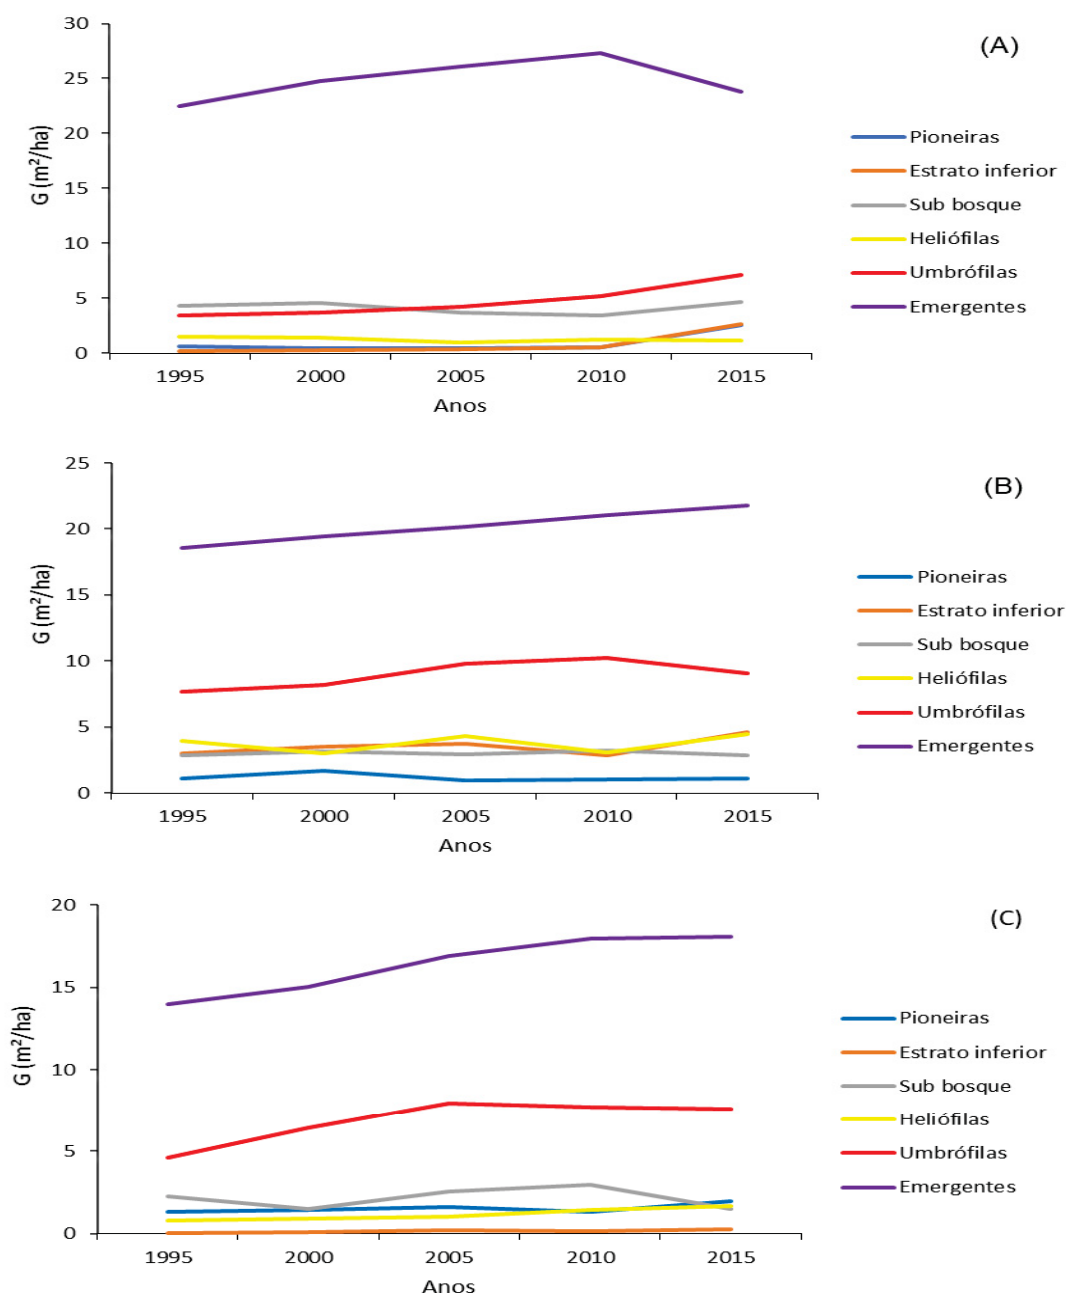 (A)
30
25
20
15
10
5
0
G (m²/ha)
1995 2000 2005 2010 2015
Anos
Pioneiras
Estrato inferior
Sub bosque
Heliófilas
Umbrófilas
Emergentes
(B)
25
20
15
10
5
0
G (m²/ha)
1995 2000 2005 2010 2015
Anos
Pioneiras
Estrato inferior
Sub bosque
Heliófilas
Umbrófilas
Emergentes
(C)
20
15
10
5
0
G (m²/ha)
1995 2000 2005 2010 2015
Anos
Pioneiras
Estrato inferior
Sub bosque
Heliófilas
Umbrófilas
Emergentes